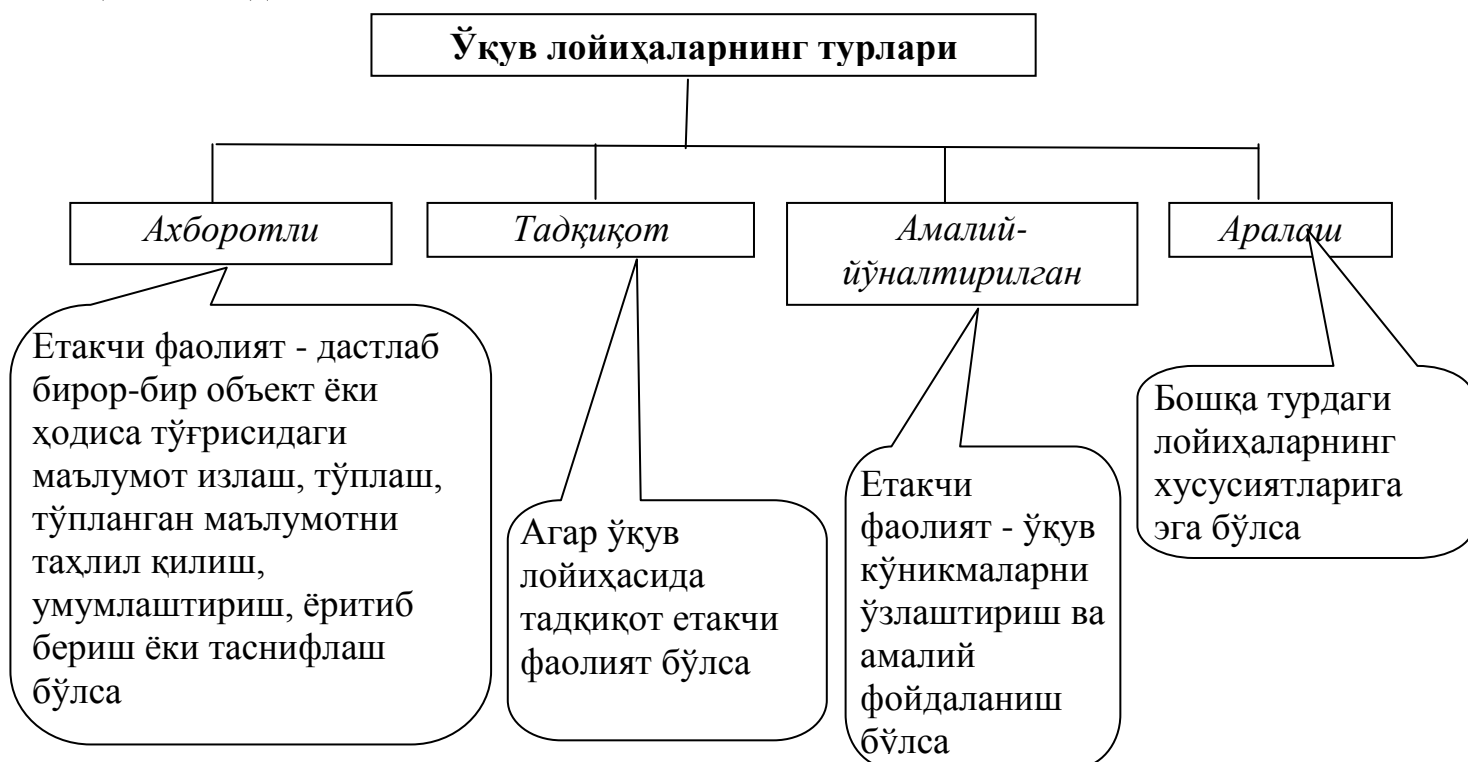 Ўқув лойиҳаларнинг турлари
Ахборотли
Тадқиқот
Амалий-
йўналтирилган
Аралаш
Етакчи фаолият - дастлаб
бирор-бир объект ёки
ҳодиса тўғрисидаги
маълумот излаш, тўплаш,
тўпланган маълумотни
таҳлил қилиш,
умумлаштириш, ёритиб
бериш ёки таснифлаш
бўлса
Агар ўқув
лойиҳасида
тадқиқот етакчи
фаолият бўлса
Етакчи
фаолият - ўқув
кўникмаларни
ўзлаштириш ва
амалий
фойдаланиш
бўлса
Бошқа турдаги
лойиҳаларнинг
хусусиятларига
эга бўлса